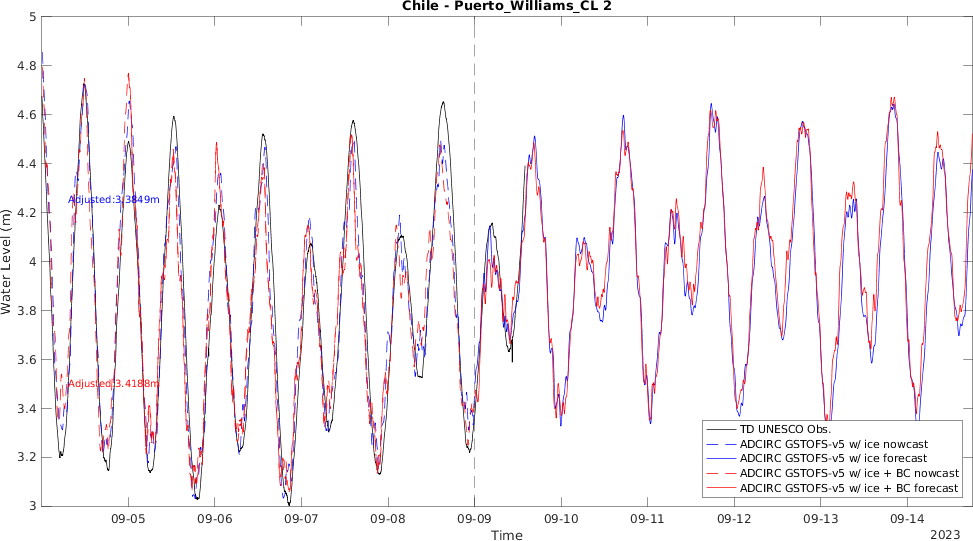 Chile - Puerto_Williams_CL 2
Water Level (m)
5
4.8
4.6
4.4
4.2
4
3.8
3.6
3.4
3.2
3
Adjusted:3.3849m
Adjusted:3.4188m
TD UNESCO Obs.
ADCIRC GSTOFS-v5 w/ ice nowcast
ADCIRC GSTOFS-v5 w/ ice forecast
ADCIRC GSTOFS-v5 w/ ice + BC nowcast
ADCIRC GSTOFS-v5 w/ ice + BC forecast
09-05 09-06 09-07 09-08 09-09 09-10 09-11 09-12 09-13 09-14
Time
2023